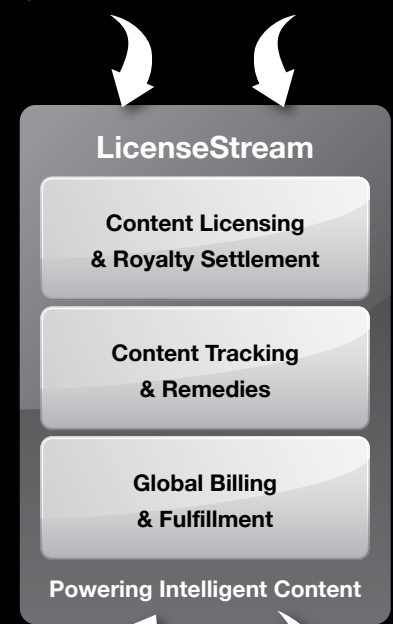 LicenseStream
Content Licensing
& Royalty Settlement
Content Tracking
& Remedies
Global Billing
& Fulfillment
Powering Intelligent Content